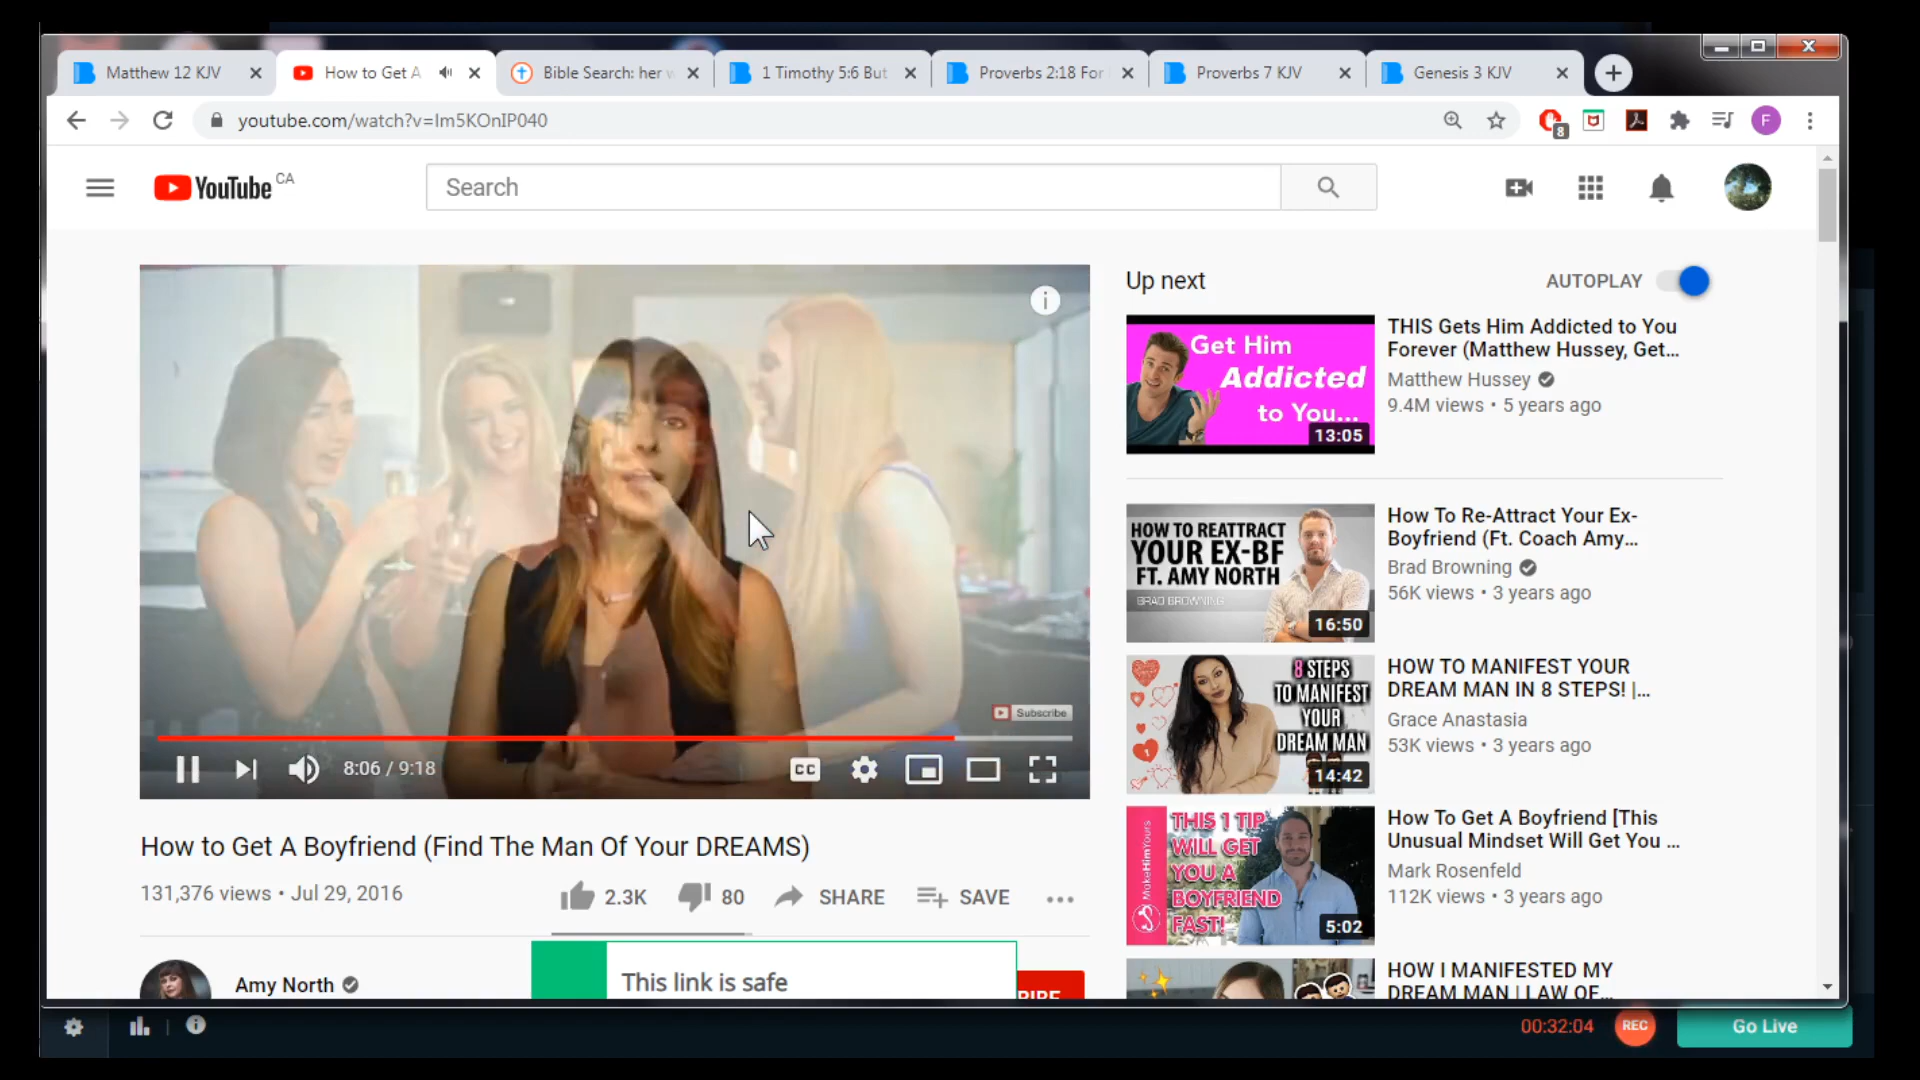 Matthew 12 KJV
How to Get A
Bible Search: her w
1 Timothy 5:6 But
Proverbs 2:18 For
Proverbs 7 KJV
Genesis 3 KJV
youtube.com/watch?v=Im5KOnIP040
8
F
YouTube CA
Search
Subscribe
8:06 / 9:18
CC
How to Get A Boyfriend (Find The Man Of Your DREAMS)
131,376 views • Jul 29, 2016
2.3K
80
SHARE
SAVE
Amy North
This link is safe
Up next
AUTOPLAY
Get Him
Addicted
to You...
13:05
THIS Gets Him Addicted to You
Forever (Matthew Hussey, Get...
Matthew Hussey
9.4M views • 5 years ago
HOW TO REATTRACT
YOUR EX-BF
FT. AMY NORTH
BRAD BROWNING
16:50
How To Re-Attract Your Ex-
Boyfriend (Ft. Coach Amy...
Brad Browning
56K views • 3 years ago
8 STEPS
TO MANIFEST
YOUR
DREAM MAN
14:42
HOW TO MANIFEST YOUR
DREAM MAN IN 8 STEPS! |...
Grace Anastasia
53K views • 3 years ago
MakeHimYours
THIS 1 TIP
WILL GET
YOU A
BOYFRIEND
FAST!
5:02
How To Get A Boyfriend [This
Unusual Mindset Will Get You ...
Mark Rosenfeld
112K views • 3 years ago
HOW I MANIFESTED MY
DREAM MAN | LAW OF...
00:32:04
REC
Go Live